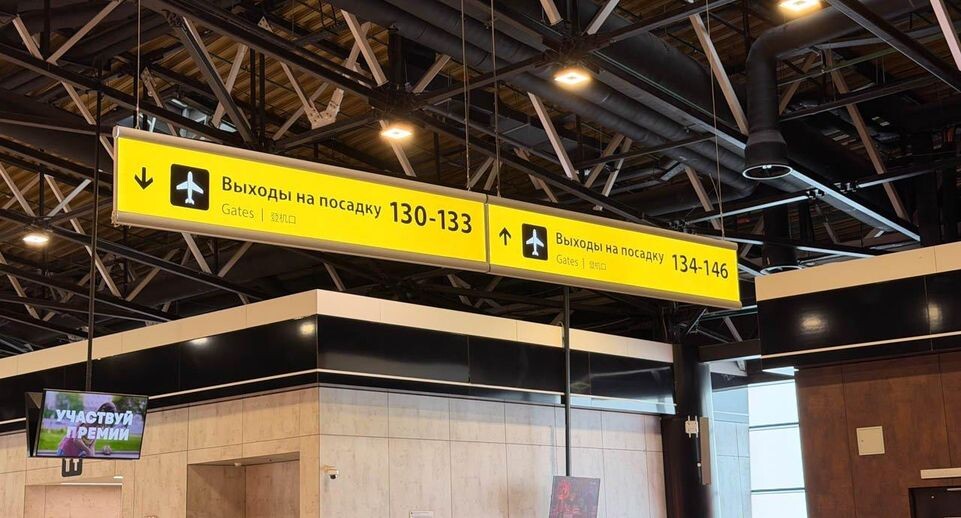 Выходы на посадку 130-133
Gates | 登机口
Выходы на посадку 134-146
Gates | 登机口
УЧАСТВУЙ
ПРЕМИИ